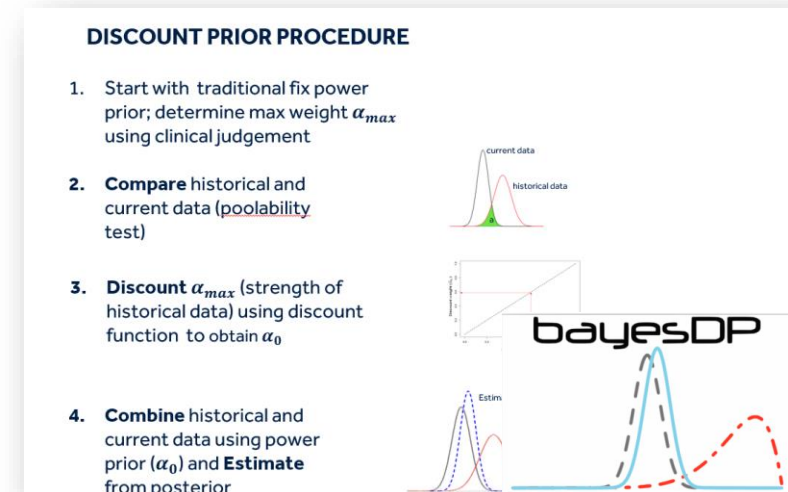 DISCOUNT PRIOR PROCEDURE
1. Start with traditional fix power
prior; determine max weight αmax
using clinical judgement
2. Compare historical and
current data (poolability
test)
current data
historical data
a
3. Discount αmax (strength of
historical data) using discount
function to obtain α0
bayesDP
4. Combine historical and
current data using power
prior (α0) and Estimate
from posterior
Estim